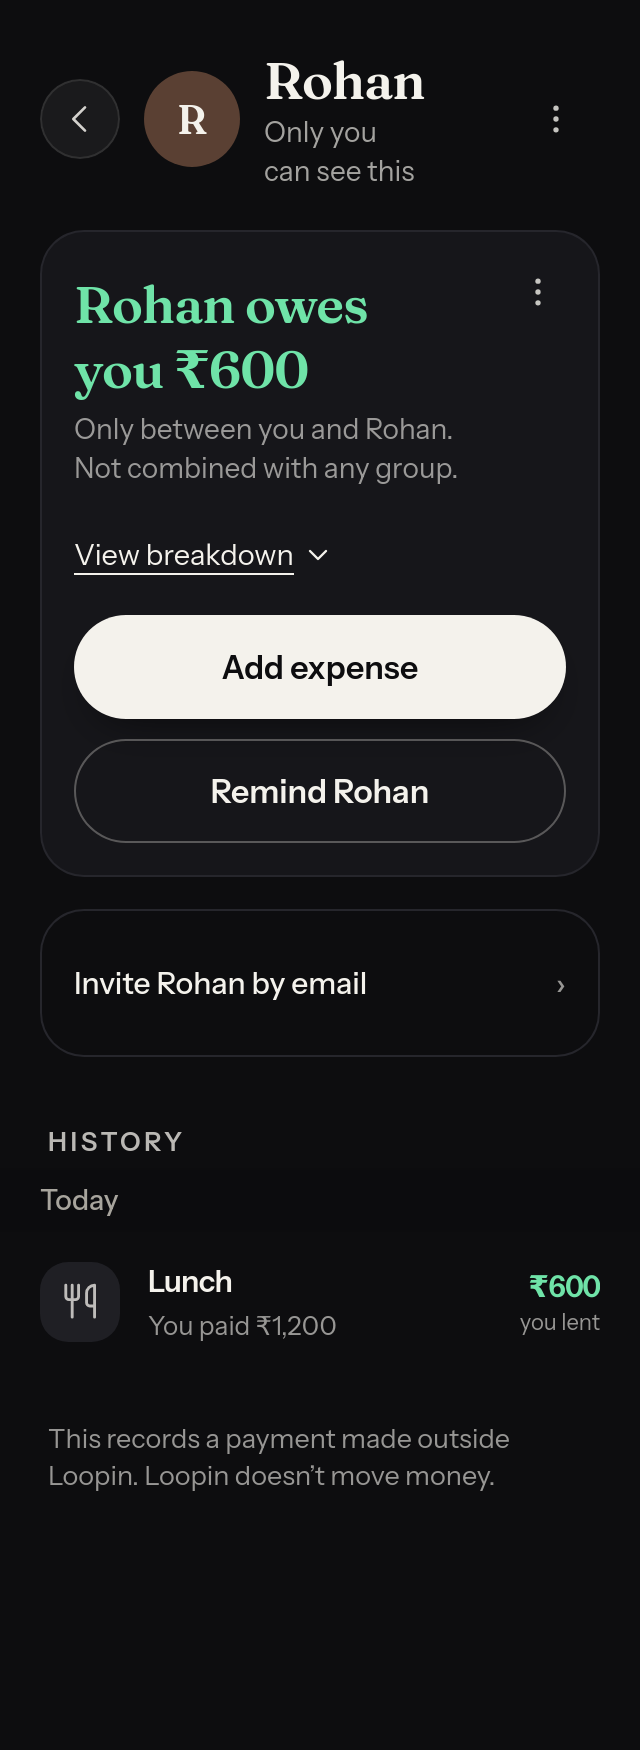 R
Rohan
Only you
can see this
Rohan owes
you ₹600
Only between you and Rohan.
Not combined with any group.
View breakdown
Add expense
Remind Rohan
Invite Rohan by email ›
HISTORY
Today
Lunch
You paid ₹1,200
₹600
you lent
This records a payment made outside
Loopin. Loopin doesn’t move money.